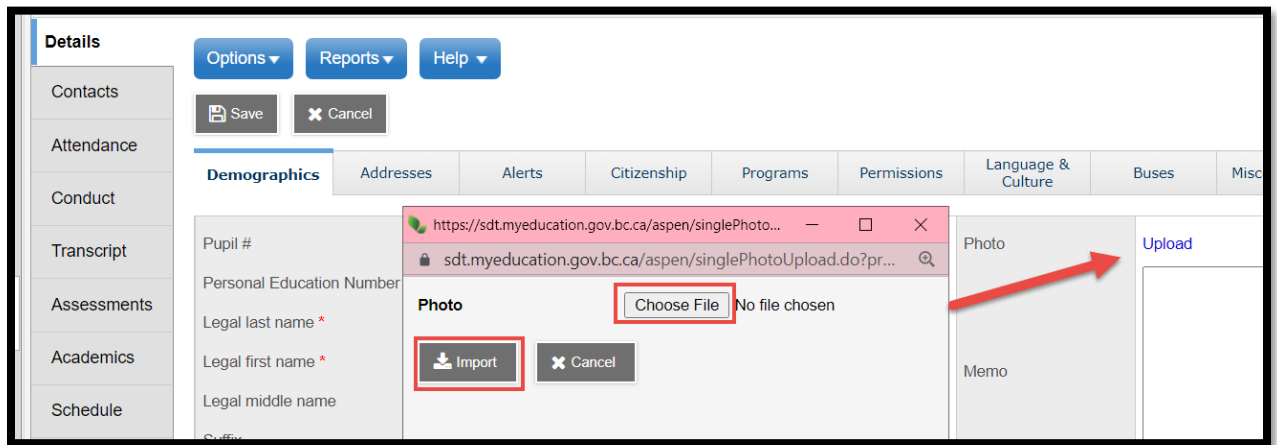 Details
Contacts
Attendance
Conduct
Transcript
Assessments
Academics
Schedule
Options Reports Help
Save Cancel
Demographics Addresses Alerts Citizenship Programs Permissions Language & Culture Buses Misc
Pupil #
Personal Education Number
Legal last name *
Legal first name *
Legal middle name
Suffix
https://sdt.myeducation.gov.bc.ca/aspen/singlePhoto...
sdt.myeducation.gov.bc.ca/aspen/singlePhotoUpload.do?pr...
Photo Choose File No file chosen
Import Cancel
Photo Upload
Memo